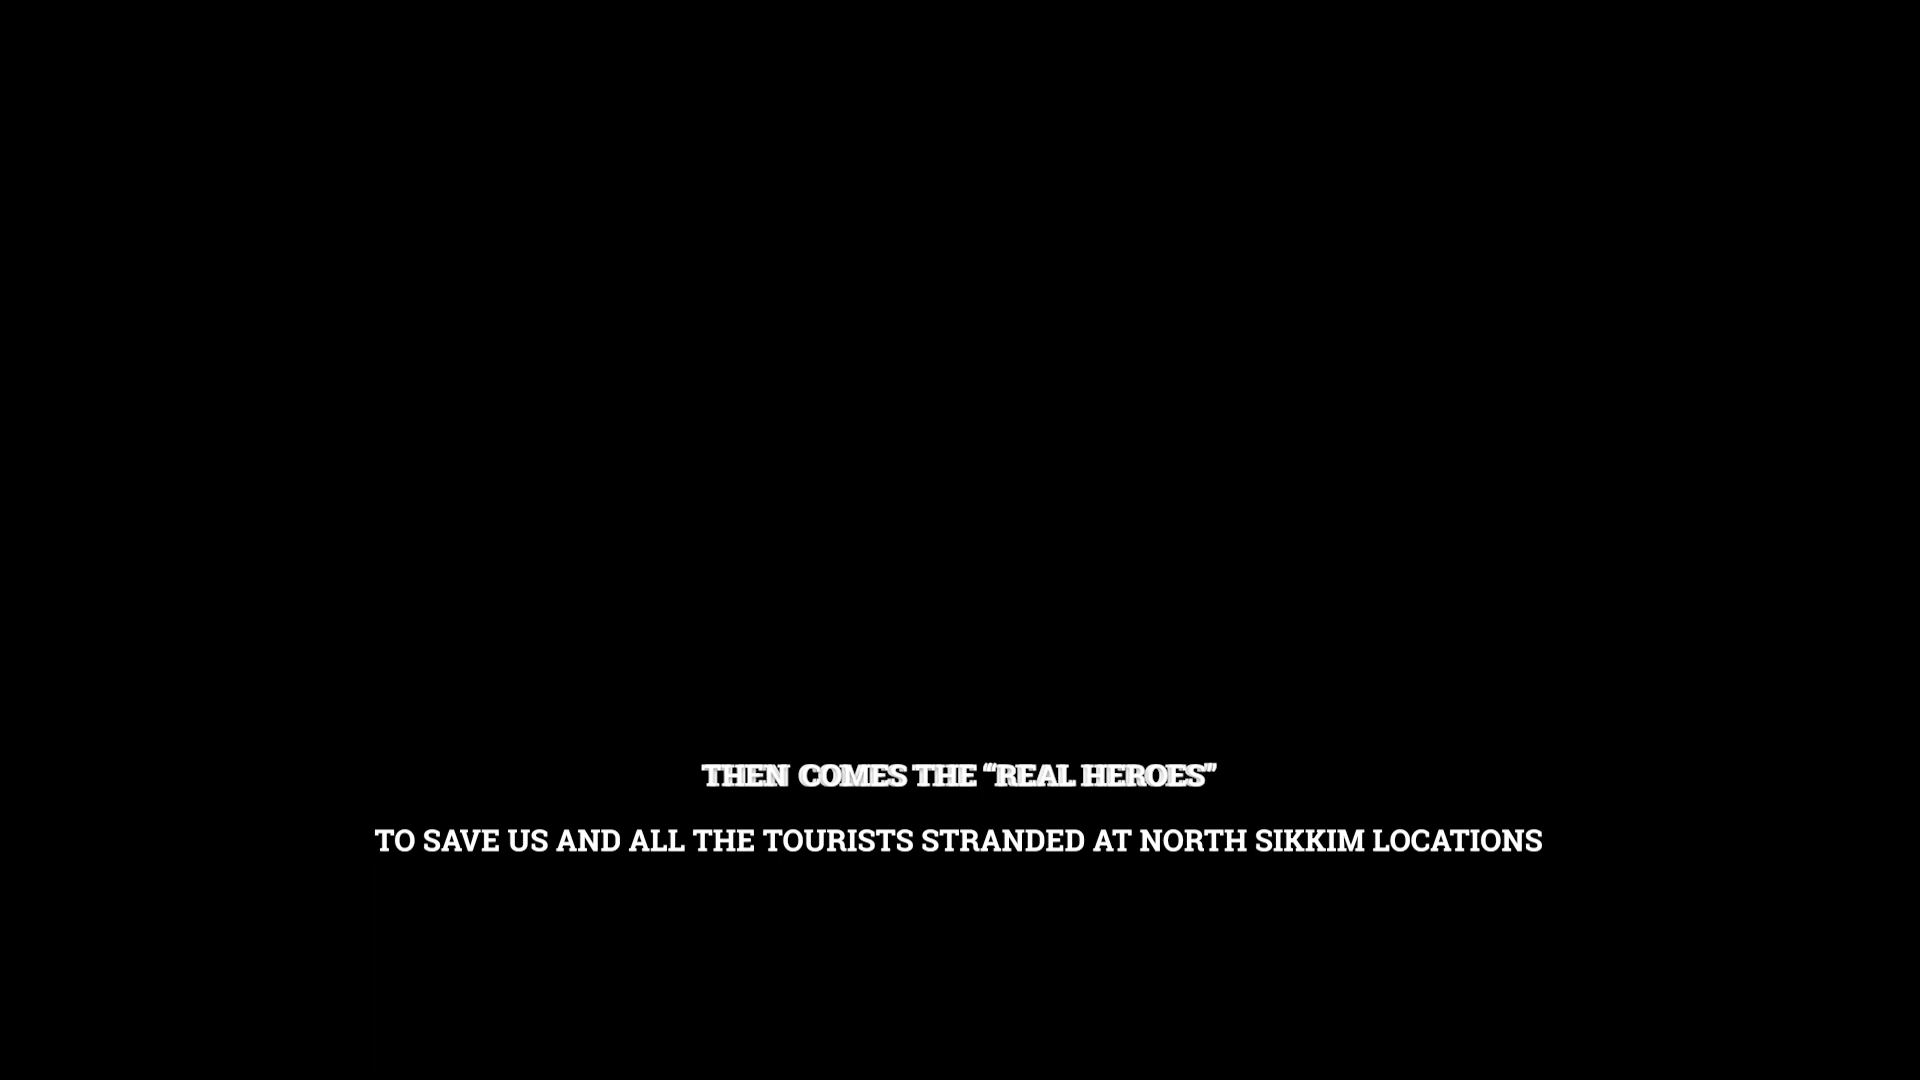 THEN COMES THE “REAL HEROES”
TO SAVE US AND ALL THE TOURISTS STRANDED AT NORTH SIKKIM LOCATIONS